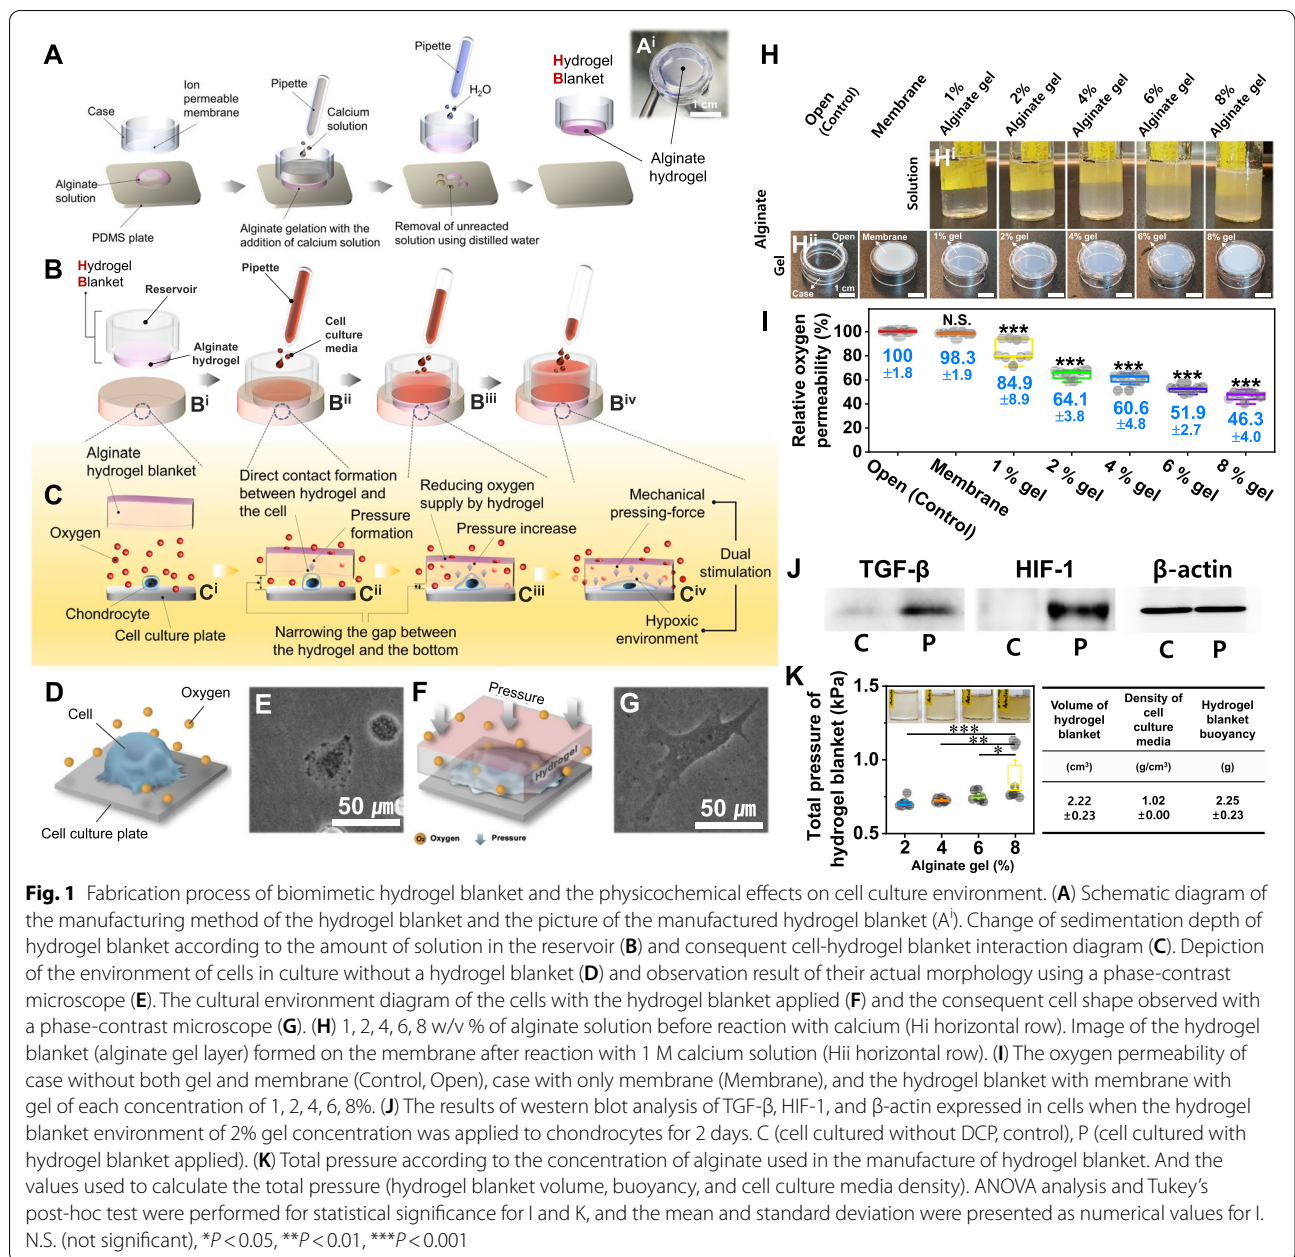 A
Case
Ion
permeable
membrane
Alginate
solution
PDMS plate
Pipette
Calcium
solution
Alginate gelation with the
addition of calcium solution
Pipette
H₂O
Removal of unreacted
solution using distilled water
Hydrogel
Blanket
Aⁱ
1 cm
Alginate
hydrogel
B
Hydrogel
Blanket
Reservoir
Alginate
hydrogel
Bⁱ
Pipette
Cell
culture
media
Bⁱⁱ
Bⁱⁱⁱ
Bⁱᵛ
C
Alginate
hydrogel blanket
Oxygen
Chondrocyte
Cell culture plate
Cⁱ
Direct contact formation
between hydrogel and
the cell
Pressure
formation
Cⁱⁱ
Reducing oxygen
supply by hydrogel
Pressure increase
Cⁱⁱⁱ
Narrowing the gap between
the hydrogel and the bottom
Mechanical
pressing-force
Dual
stimulation
Cⁱᵛ
Hypoxic
environment
D
Oxygen
Cell
Cell culture plate
E
50 ㎛
F
Pressure
Hydrogel
O₂ Oxygen Pressure
G
50 ㎛
H
Open
(Control)
Membrane
1%
Alginate gel
2%
Alginate gel
4%
Alginate gel
6%
Alginate gel
8%
Alginate gel
Alginate
Solution
Hⁱ
Gel
Hⁱⁱ
Open
Case
1 cm
Membrane
1% gel
2% gel
4% gel
6% gel
8% gel
I
Relative oxygen
permeability (%)
100
80
60
40
20
0
100
±1.8
N.S.
98.3
±1.9
***
84.9
±8.9
***
64.1
±3.8
***
60.6
±4.8
***
51.9
±2.7
***
46.3
±4.0
Open (Control)
Membrane
1 % gel
2 % gel
4 % gel
6 % gel
8 % gel
J
TGF-β HIF-1 β-actin
C P C P C P
K
Total pressure of
hydrogel blanket (kPa)
1.5
1.0
0.5
***
**
*
2 4 6 8
Alginate gel (%)
Volume of
hydrogel
blanket
Density of
cell
culture
media
Hydrogel
blanket
buoyancy
(cm³) (g/cm³) (g)
2.22 1.02 2.25
±0.23 ±0.00 ±0.23
Fig. 1 Fabrication process of biomimetic hydrogel blanket and the physicochemical effects on cell culture environment. (A) Schematic diagram of
the manufacturing method of the hydrogel blanket and the picture of the manufactured hydrogel blanket (Aⁱ). Change of sedimentation depth of
hydrogel blanket according to the amount of solution in the reservoir (B) and consequent cell-hydrogel blanket interaction diagram (C). Depiction
of the environment of cells in culture without a hydrogel blanket (D) and observation result of their actual morphology using a phase-contrast
microscope (E). The cultural environment diagram of the cells with the hydrogel blanket applied (F) and the consequent cell shape observed with
a phase-contrast microscope (G). (H) 1, 2, 4, 6, 8 w/v % of alginate solution before reaction with calcium (Hi horizontal row). Image of the hydrogel
blanket (alginate gel layer) formed on the membrane after reaction with 1 M calcium solution (Hii horizontal row). (I) The oxygen permeability of
case without both gel and membrane (Control, Open), case with only membrane (Membrane), and the hydrogel blanket with membrane with
gel of each concentration of 1, 2, 4, 6, 8%. (J) The results of western blot analysis of TGF-β, HIF-1, and β-actin expressed in cells when the hydrogel
blanket environment of 2% gel concentration was applied to chondrocytes for 2 days. C (cell cultured without DCP, control), P (cell cultured with
hydrogel blanket applied). (K) Total pressure according to the concentration of alginate used in the manufacture of hydrogel blanket. And the
values used to calculate the total pressure (hydrogel blanket volume, buoyancy, and cell culture media density). ANOVA analysis and Tukey's
post-hoc test were performed for statistical significance for I and K, and the mean and standard deviation were presented as numerical values for I.
N.S. (not significant), *P < 0.05, **P < 0.01, ***P < 0.001